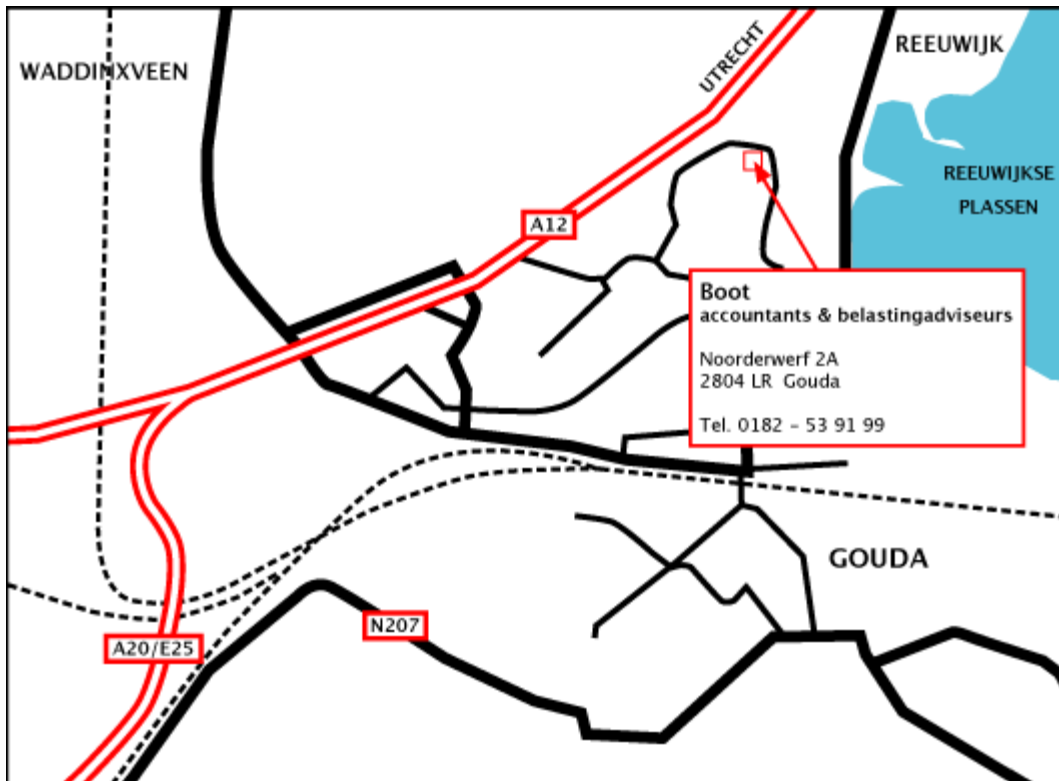 WADDINXVEEN
UTRECHT
REEUWIJK
REEUWIJKSE
PLASSEN
A12
Boot
accountants & belastingadviseurs
Noorderwerf 2A
2804 LR Gouda
Tel. 0182 – 53 91 99
GOUDA
N207
A20/E25